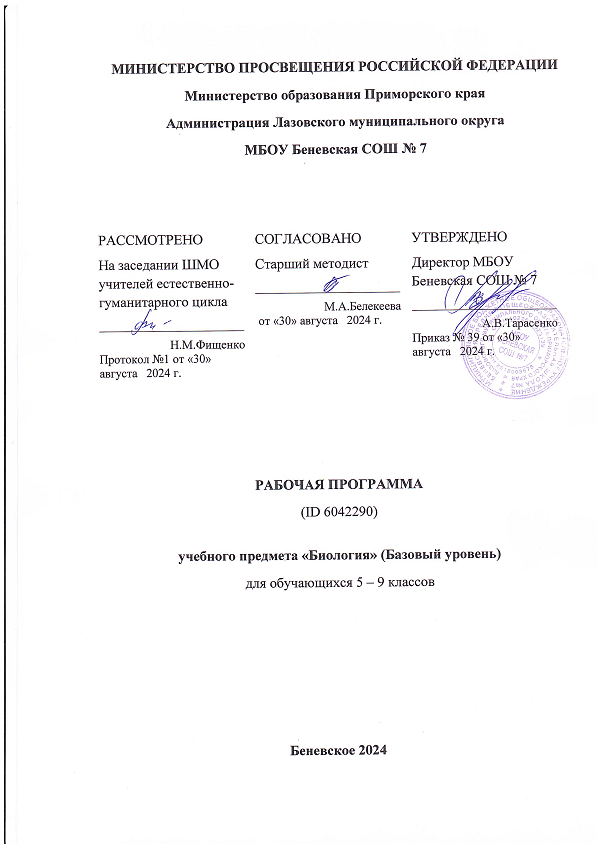 МИНИСТЕРСТВО ПРОСВЕЩЕНИЯ РОССИЙСКОЙ ФЕДЕРАЦИИ
Министерство образования Приморского края
Администрация Лазовского муниципального округа
МБОУ Беневская СОШ № 7
РАССМОТРЕНО
На заседании ШМО
учителей естественно-
гуманитарного цикла
Н.М.Фищенко
Протокол №1 от «30»
августа 2024 г.
СОГЛАСОВАНО
Старший методист
М.А.Белекеева
от «30» августа 2024 г.
УТВЕРЖДЕНО
Директор МБОУ
Беневская СОШ № 7
А.В.Тарасенко
Приказ № 39 от «30»
августа 2024 г.
РАБОЧАЯ ПРОГРАММА
(ID 6042290)
учебного предмета «Биология» (Базовый уровень)
для обучающихся 5 – 9 классов
Беневское 2024